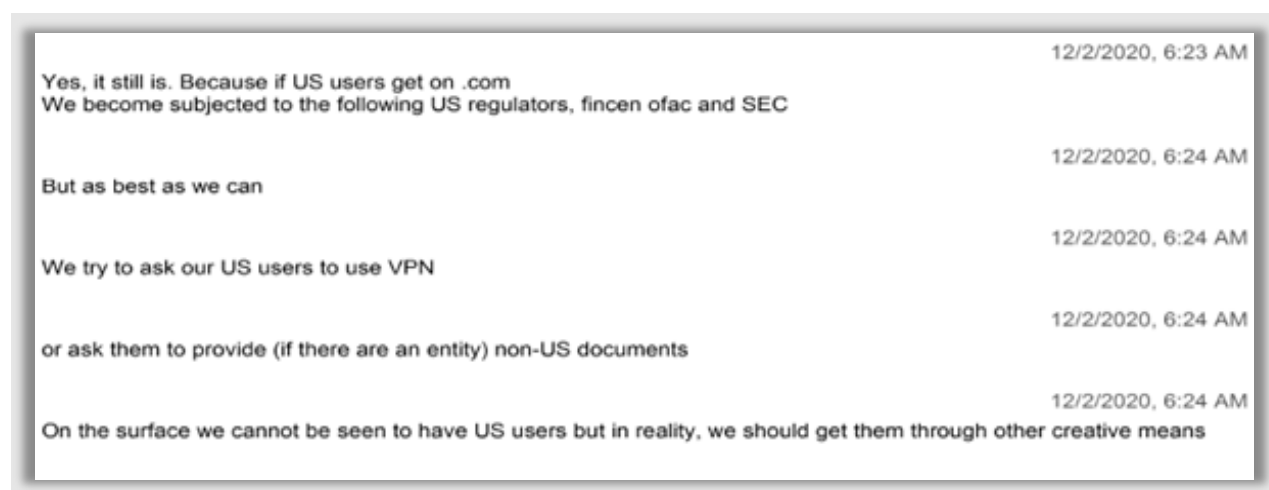 12/2/2020, 6:23 AM
Yes, it still is. Because if US users get on .com
We become subjected to the following US regulators, fincen ofac and SEC
12/2/2020, 6:24 AM
But as best as we can
12/2/2020, 6:24 AM
We try to ask our US users to use VPN
12/2/2020, 6:24 AM
or ask them to provide (if there are an entity) non-US documents
12/2/2020, 6:24 AM
On the surface we cannot be seen to have US users but in reality, we should get them through other creative means